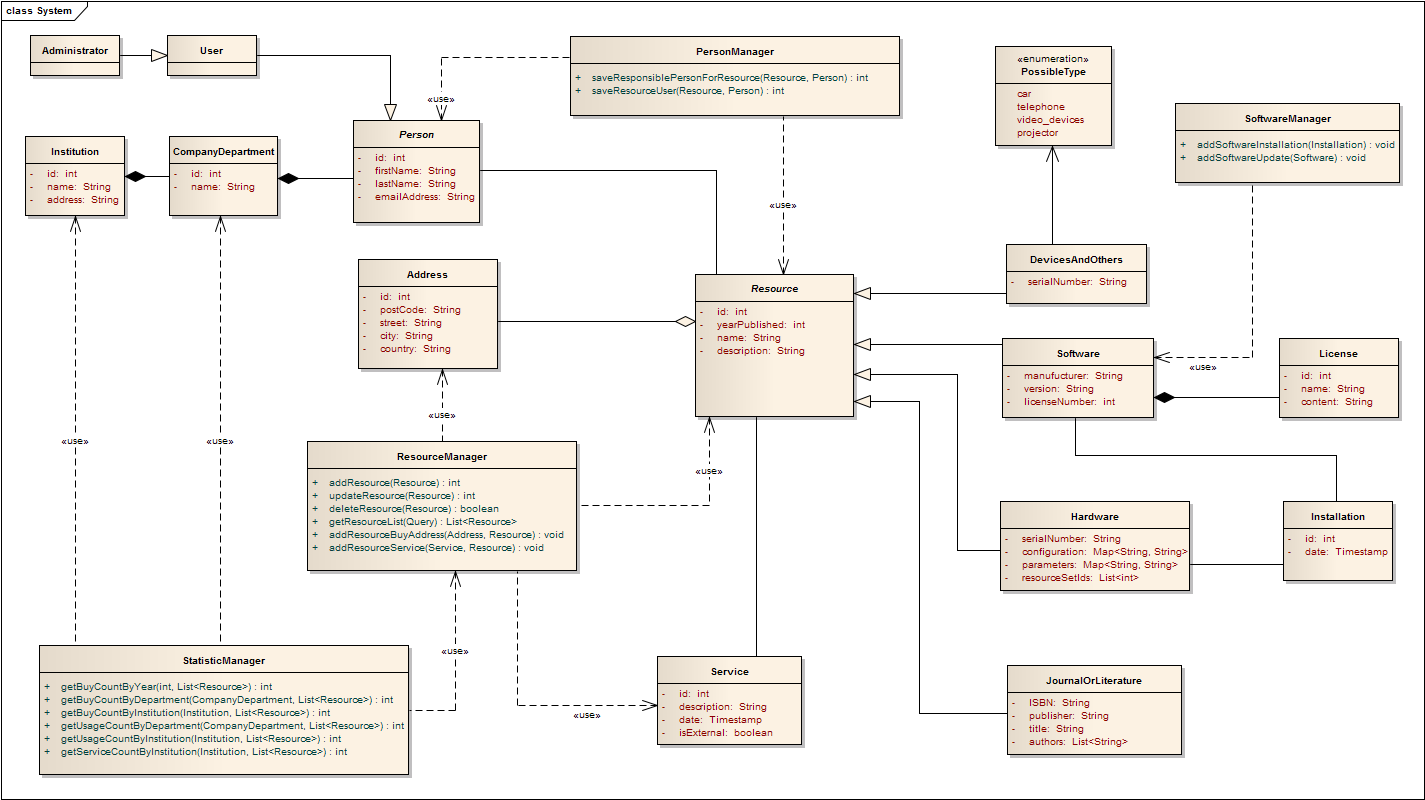 class System
Administrator
User
PersonManager
+ saveResponsiblePersonForResource(Resource, Person) : int
+ saveResourceUser(Resource, Person) : int
«enumeration»
PossibleType
car
telephone
video_devices
projector
SoftwareManager
+ addSoftwareInstallation(Installation) : void
+ addSoftwareUpdate(Software) : void
«use»
Institution
- id: int
- name: String
- address: String
CompanyDepartment
- id: int
- name: String
Person
- id: int
- firstName: String
- lastName: String
- emailAddress: String
«use»
Address
- id: int
- postCode: String
- street: String
- city: String
- country: String
Resource
- id: int
- yearPublished: int
- name: String
- description: String
DevicesAndOthers
- serialNumber: String
Software
- manufucturer: String
- version: String
- licenseNumber: int
«use»
License
- id: int
- name: String
- content: String
«use»
«use»
«use»
«use»
ResourceManager
+ addResource(Resource) : int
+ updateResource(Resource) : int
+ deleteResource(Resource) : boolean
+ getResourceList(Query) : List<Resource>
+ addResourceBuyAddress(Address, Resource) : void
+ addResourceService(Service, Resource) : void
Hardware
- serialNumber: String
- configuration: Map<String, String>
- parameters: Map<String, String>
- resourceSetIds: List<int>
Installation
- id: int
- date: Timestamp
StatisticManager
+ getBuyCountByYear(int, List<Resource>) : int
+ getBuyCountByDepartment(CompanyDepartment, List<Resource>) : int
+ getBuyCountByInstitution(Institution, List<Resource>) : int
+ getUsageCountByDepartment(CompanyDepartment, List<Resource>) : int
+ getUsageCountByInstitution(Institution, List<Resource>) : int
+ getServiceCountByInstitution(Institution, List<Resource>) : int
«use»
«use»
Service
- id: int
- description: String
- date: Timestamp
- isExternal: boolean
JournalOrLiterature
- ISBN: String
- publisher: String
- title: String
- authors: List<String>